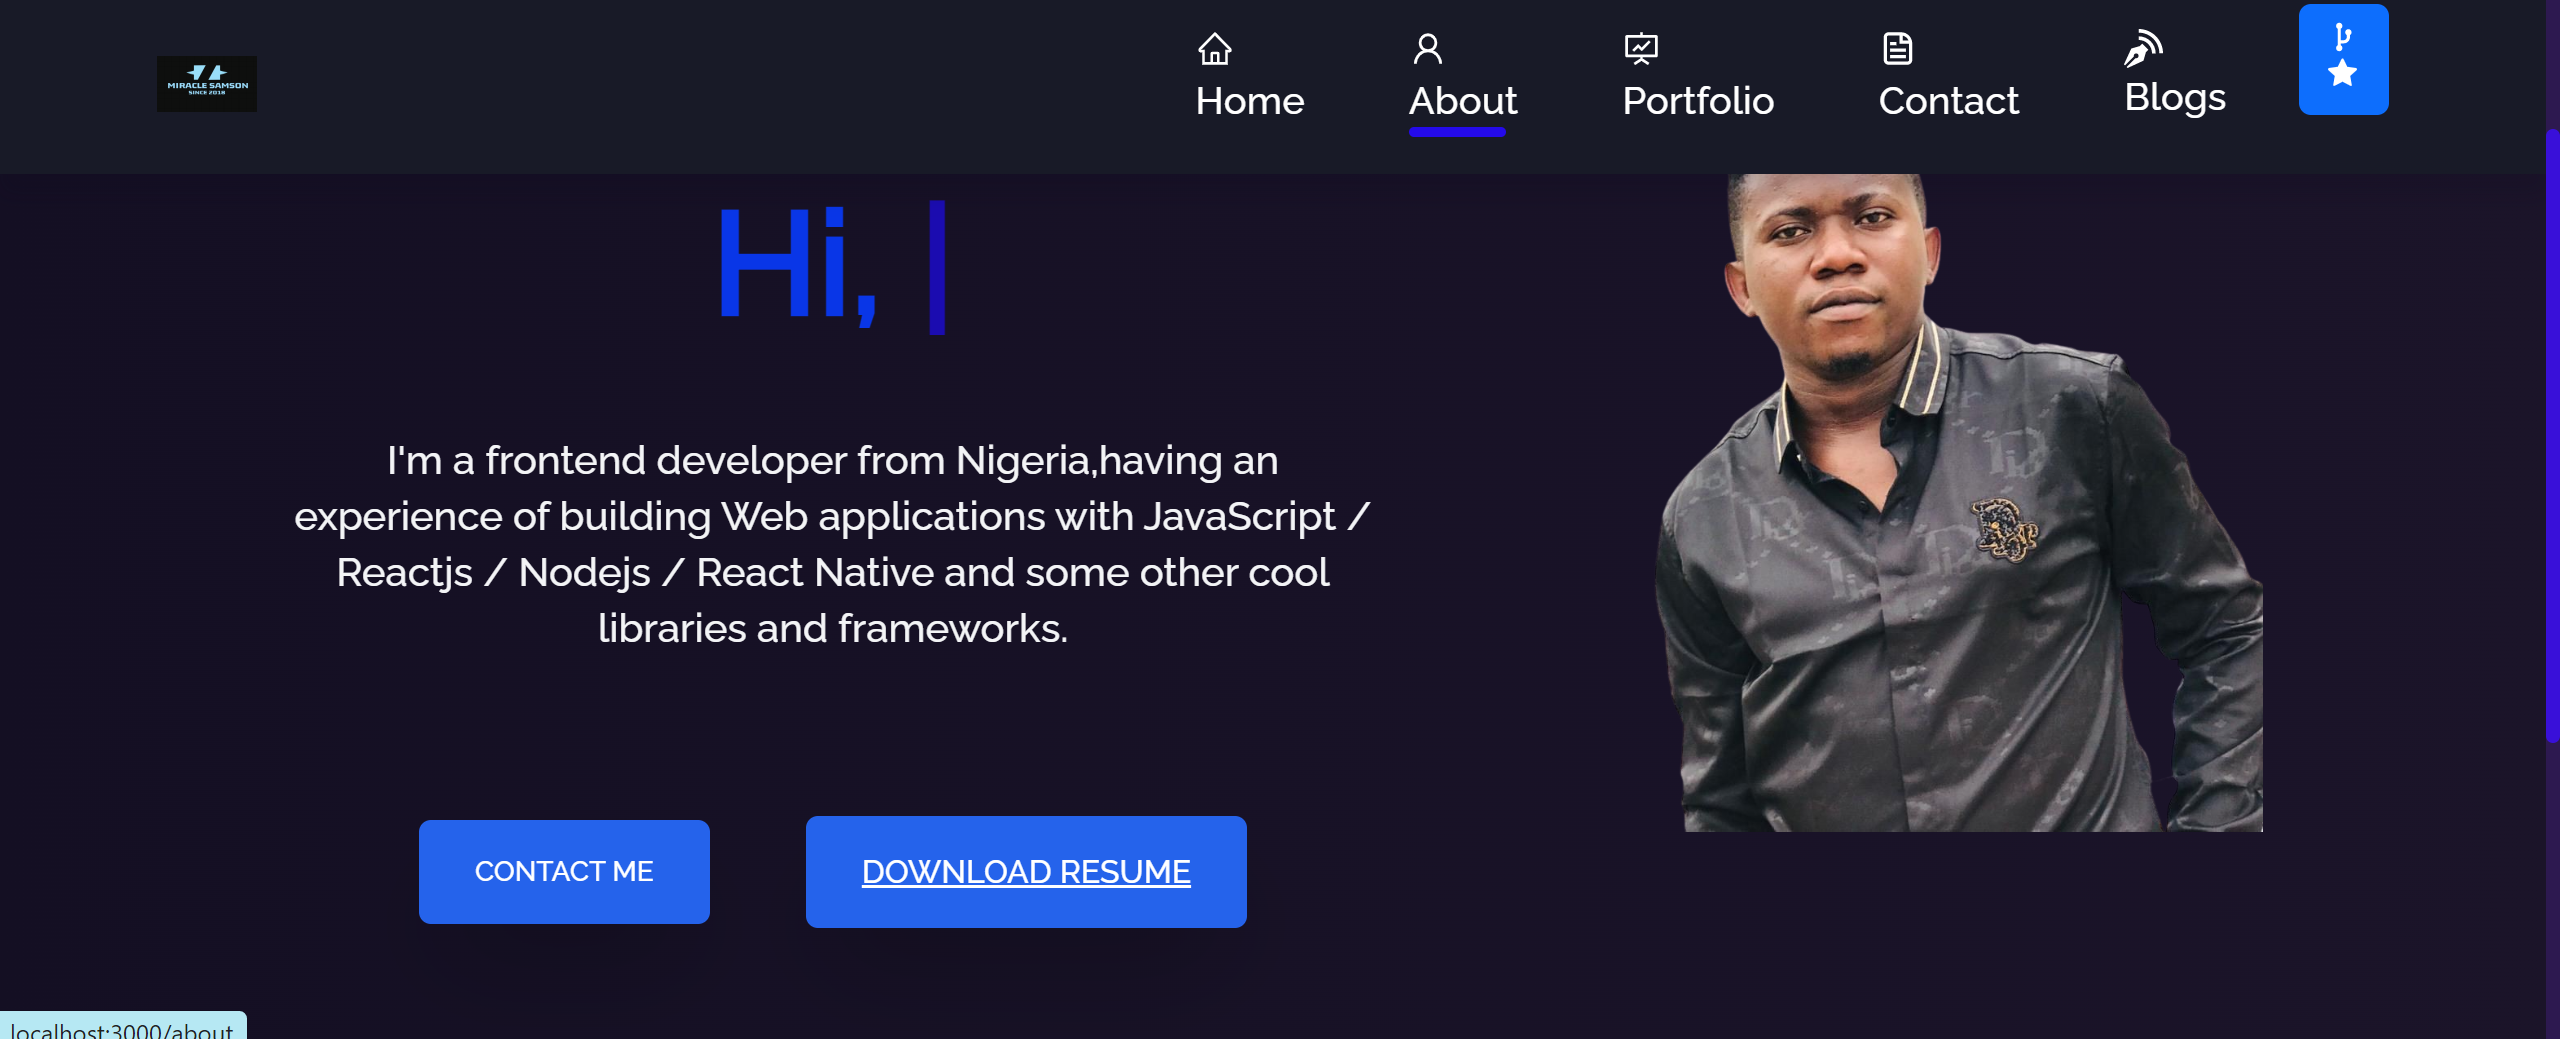 MIRACLE SAMSON
SINCE 2018
Home
About
Portfolio
Contact
Blogs
Hi, |
I'm a frontend developer from Nigeria,having an
experience of building Web applications with JavaScript /
Reactjs / Nodejs / React Native and some other cool
libraries and frameworks.
CONTACT ME
DOWNLOAD RESUME
localhost:3000/about